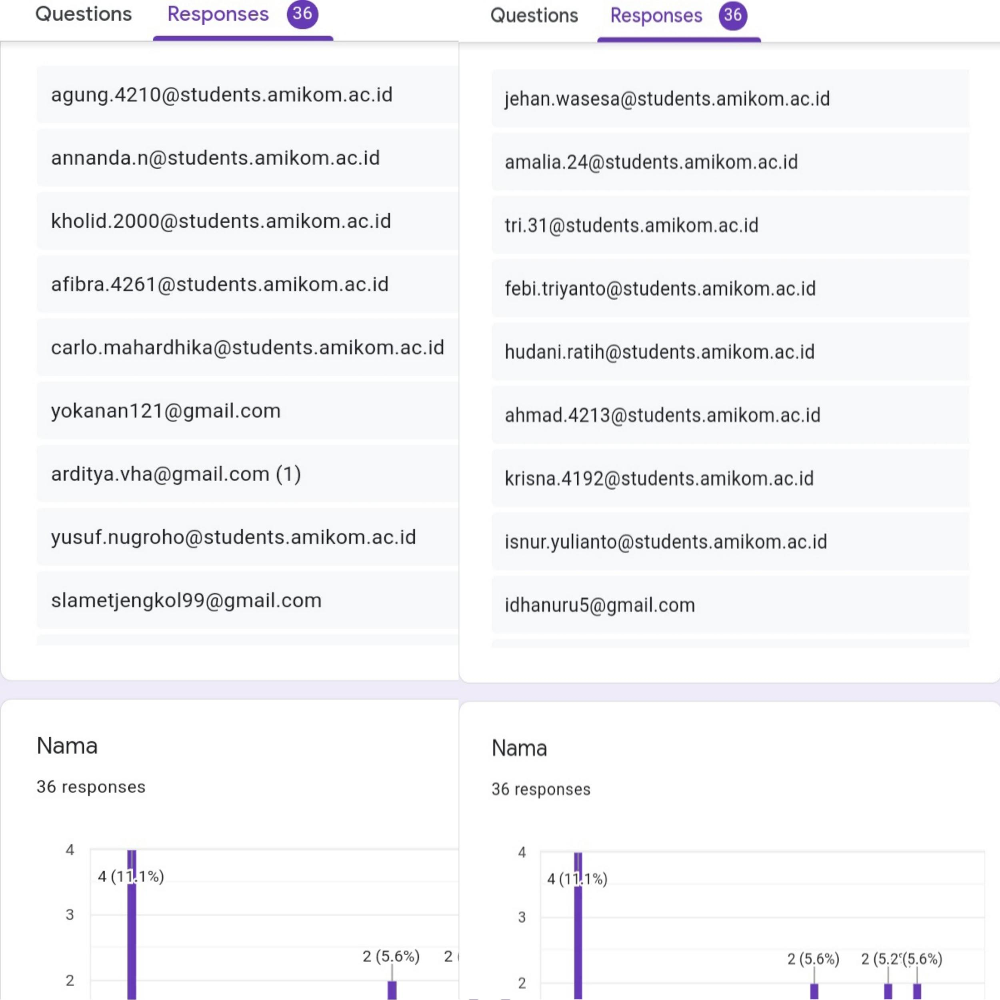 Questions Responses 36
agung.4210@students.amikom.ac.id
annanda.n@students.amikom.ac.id
kholid.2000@students.amikom.ac.id
afibra.4261@students.amikom.ac.id
carlo.mahardhika@students.amikom.ac.id
yokanan121@gmail.com
arditya.vha@gmail.com (1)
yusuf.nugroho@students.amikom.ac.id
slametjengkol99@gmail.com
Nama
36 responses
4
4 (11.1%)
3
2 (5.6%) 2 (
2
Questions Responses 36
jehan.wasesa@students.amikom.ac.id
amalia.24@students.amikom.ac.id
tri.31@students.amikom.ac.id
febi.triyanto@students.amikom.ac.id
hudani.ratih@students.amikom.ac.id
ahmad.4213@students.amikom.ac.id
krisna.4192@students.amikom.ac.id
isnur.yulianto@students.amikom.ac.id
idhanuru5@gmail.com
Nama
36 responses
4
4 (11.1%)
3
2 (5.6%) 2 (5. 2 (5.6%)
2